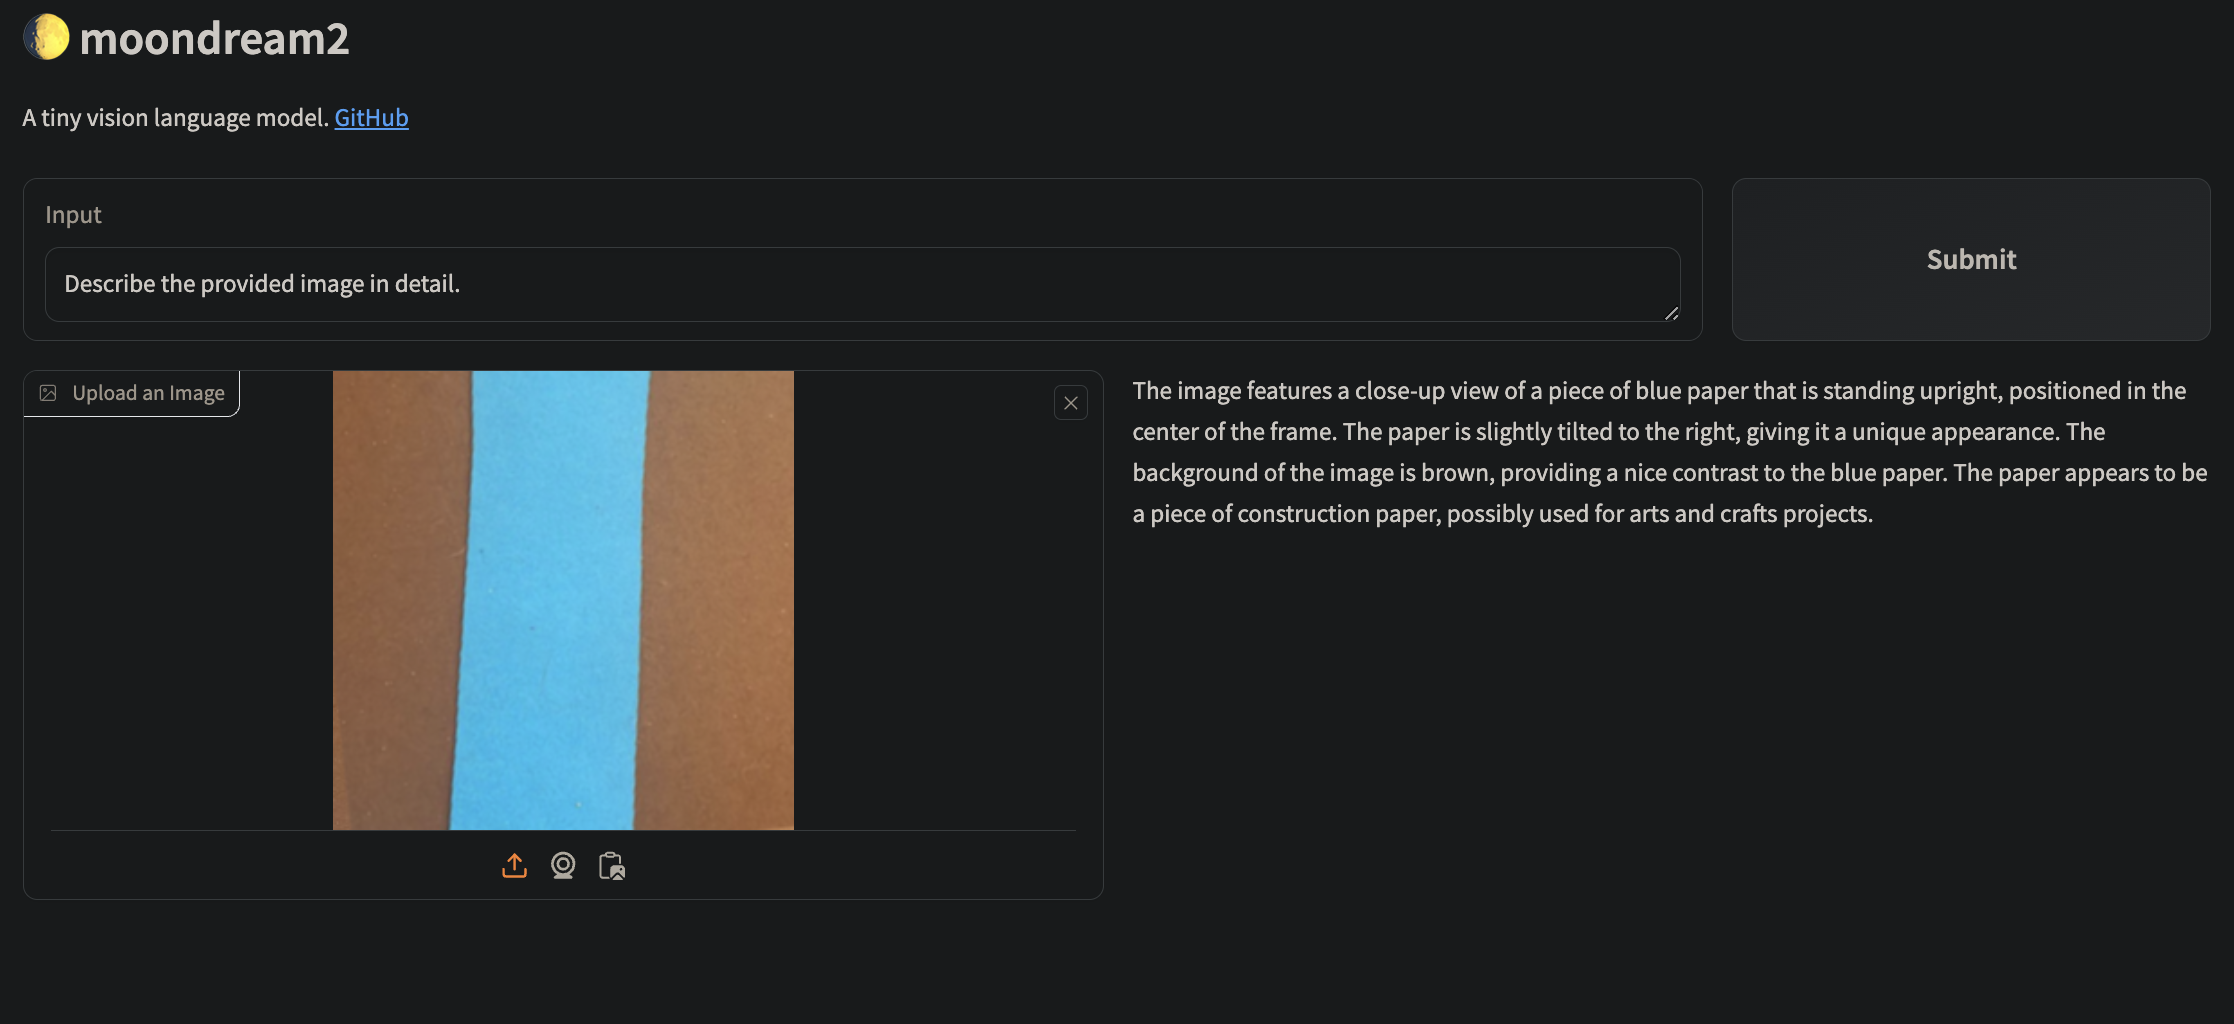 moondream2
A tiny vision language model. GitHub
Input
Describe the provided image in detail.
Submit
Upload an Image
The image features a close-up view of a piece of blue paper that is standing upright, positioned in the
center of the frame. The paper is slightly tilted to the right, giving it a unique appearance. The
background of the image is brown, providing a nice contrast to the blue paper. The paper appears to be
a piece of construction paper, possibly used for arts and crafts projects.